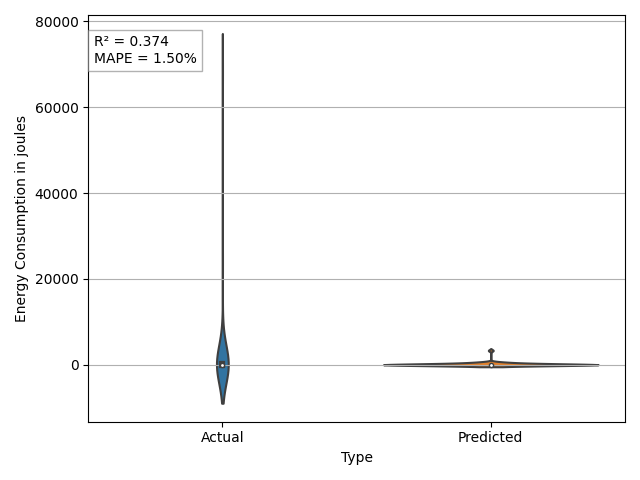 R² = 0.374
MAPE = 1.50%
80000
60000
40000
20000
0
Energy Consumption in joules
Actual
Predicted
Type